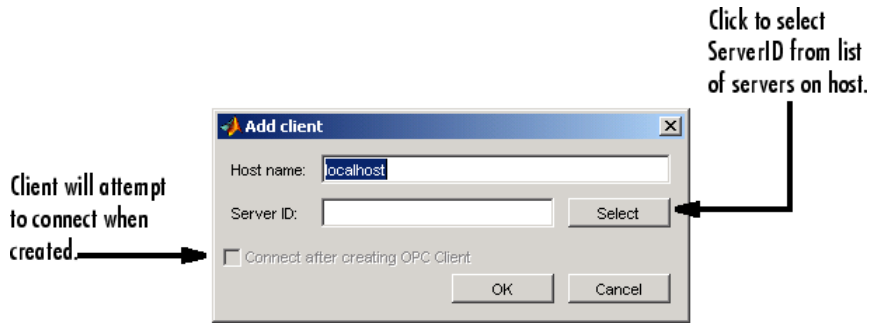 Click to select
ServerID from list
of servers on host.
Add client
Host name: localhost
Server ID: Select
Client will attempt
to connect when
created.
Connect after creating OPC Client
OK Cancel